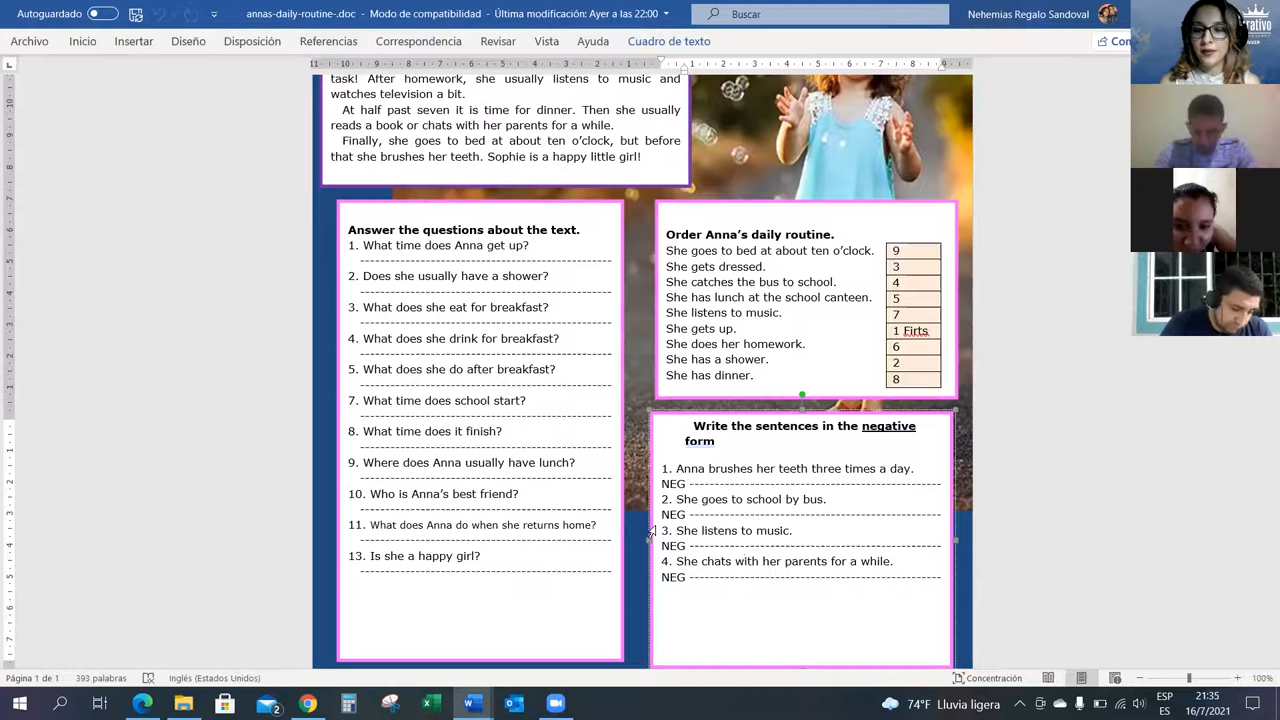 Autoguardado
annas-daily-routine-.doc - Modo de compatibilidad - Última modificación: Ayer a las 22:00
Buscar
Nehemias Regalo Sandoval
Archivo Inicio Insertar Diseño Disposición Referencias Correspondencia Revisar Vista Ayuda Cuadro de texto
task! After homework, she usually listens to music and
watches television a bit.
At half past seven it is time for dinner. Then she usually
reads a book or chats with her parents for a while.
Finally, she goes to bed at about ten o’clock, but before
that she brushes her teeth. Sophie is a happy little girl!
Answer the questions about the text.
1. What time does Anna get up?
2. Does she usually have a shower?
3. What does she eat for breakfast?
4. What does she drink for breakfast?
5. What does she do after breakfast?
7. What time does school start?
8. What time does it finish?
9. Where does Anna usually have lunch?
10. Who is Anna’s best friend?
11. What does Anna do when she returns home?
13. Is she a happy girl?
Order Anna’s daily routine.
She goes to bed at about ten o’clock. 9
She gets dressed. 3
She catches the bus to school. 4
She has lunch at the school canteen. 5
She listens to music. 7
She gets up. 1 Firts
She does her homework. 6
She has a shower. 2
She has dinner. 8
Write the sentences in the negative
form
1. Anna brushes her teeth three times a day.
NEG
2. She goes to school by bus.
NEG
3. She listens to music.
NEG
4. She chats with her parents for a while.
NEG
Página 1 de 1 393 palabras Inglés (Estados Unidos) Concentración 100%
74°F Lluvia ligera ESP ES 21:35 16/7/2021